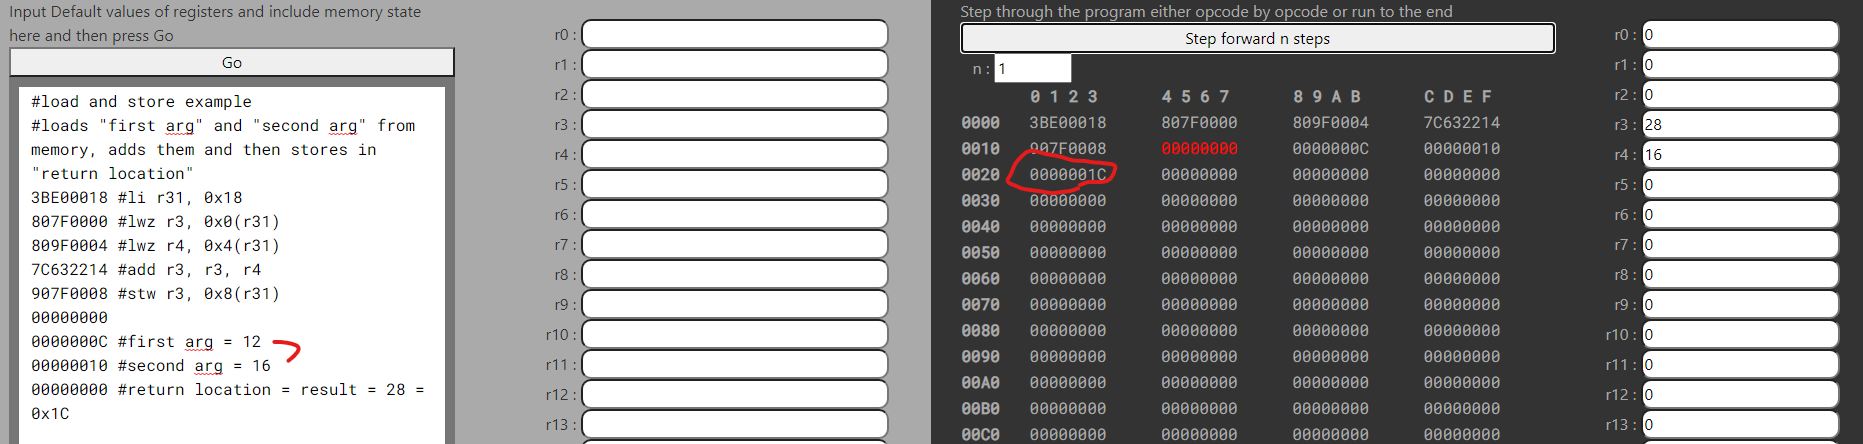 Input Default values of registers and include memory state
here and then press Go
Go
#load and store example
#loads "first arg" and "second arg" from
memory, adds them and then stores in
"return location"
3BE00018 #li r31, 0x18
807F0000 #lwz r3, 0x0(r31)
809F0004 #lwz r4, 0x4(r31)
7C632214 #add r3, r3, r4
907F0008 #stw r3, 0x8(r31)
00000000
0000000C #first arg = 12
00000010 #second arg = 16
00000000 #return location = result = 28 =
0x1C
r0 :
r1 :
r2 :
r3 :
r4 :
r5 :
r6 :
r7 :
r8 :
r9 :
r10 :
r11 :
r12 :
r13 :
Step through the program either opcode by opcode or run to the end
Step forward n steps
n : 1
0 1 2 3 4 5 6 7 8 9 A B C D E F
0000 3BE00018 807F0000 809F0004 7C632214
0010 907F0008 00000000 0000000C 00000010
0020 0000001C 00000000 00000000 00000000
0030 00000000 00000000 00000000 00000000
0040 00000000 00000000 00000000 00000000
0050 00000000 00000000 00000000 00000000
0060 00000000 00000000 00000000 00000000
0070 00000000 00000000 00000000 00000000
0080 00000000 00000000 00000000 00000000
0090 00000000 00000000 00000000 00000000
00A0 00000000 00000000 00000000 00000000
00B0 00000000 00000000 00000000 00000000
00C0 00000000 00000000 00000000 00000000
r0 : 0
r1 : 0
r2 : 0
r3 : 28
r4 : 16
r5 : 0
r6 : 0
r7 : 0
r8 : 0
r9 : 0
r10 : 0
r11 : 0
r12 : 0
r13 : 0